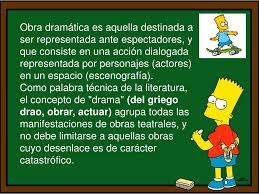 Obra dramática es aquella destinada a
ser representada ante espectadores, y
que consiste en una acción dialogada
representada por personajes (actores)
en un espacio (escenografía).
Como palabra técnica de la literatura,
el concepto de "drama" (del griego
drao, obrar, actuar) agrupa todas las
manifestaciones de obras teatrales, y
no debe limitarse a aquellas obras
cuyo desenlace es de carácter
catastrófico.